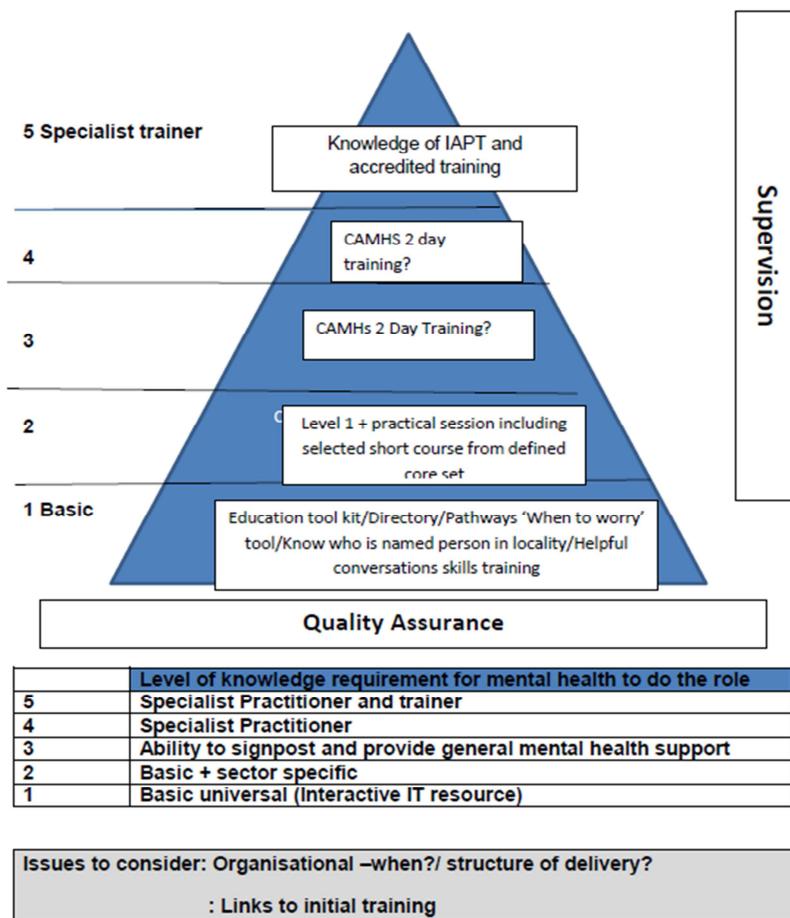 5 Specialist trainer
Knowledge of IAPT and
accredited training
4
CAMHS 2 day
training?
3
CAMHs 2 Day Training?
2
Level 1 + practical session including
selected short course from defined
core set
1 Basic
Education tool kit/Directory/Pathways ‘When to worry’
tool/Know who is named person in locality/Helpful
conversations skills training
Supervision
Quality Assurance
Level of knowledge requirement for mental health to do the role
5 Specialist Practitioner and trainer
4 Specialist Practitioner
3 Ability to signpost and provide general mental health support
2 Basic + sector specific
1 Basic universal (Interactive IT resource)
Issues to consider: Organisational –when?/ structure of delivery?
: Links to initial training